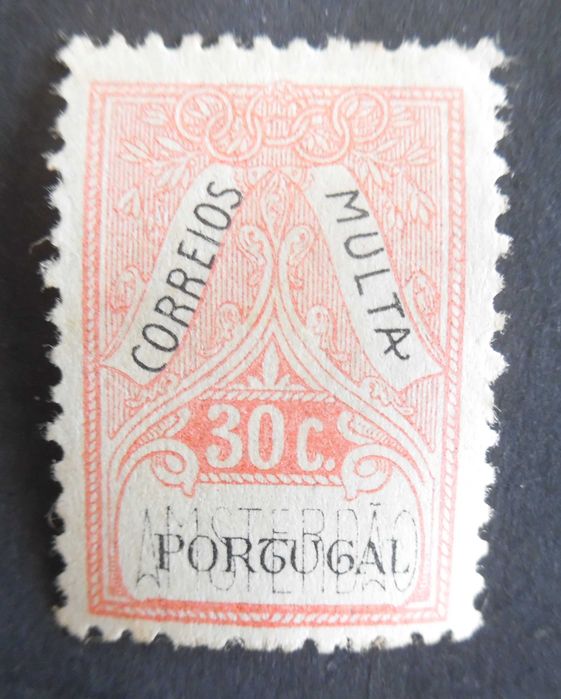 CORREIOS
MULTA
30 C.
AMSTERDÃO
PORTUGAL